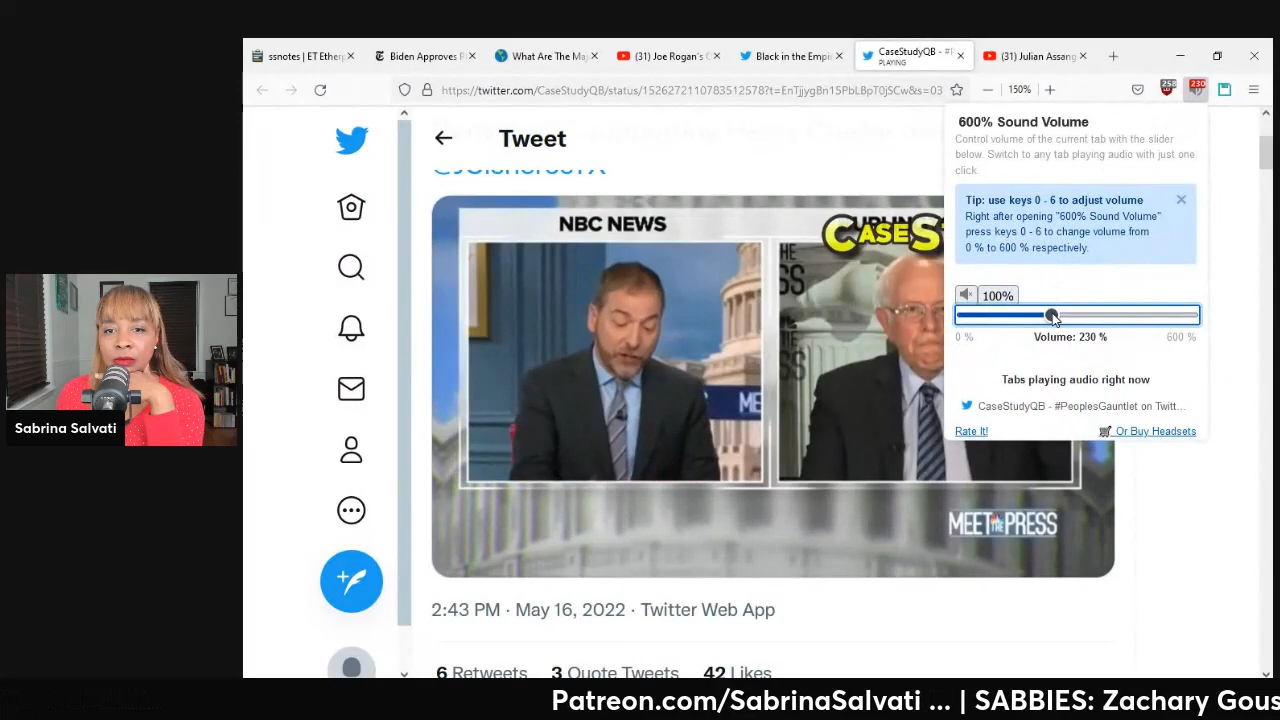 ssnotes | ET Ether
Biden Approves
What Are The Ma
(31) Joe Rogan's
Black in the Empi
CaseStudyQB - #P
PLAYING
(31) Julian Assang
https://twitter.com/CaseStudyQB/status/1526272110783512578?t=EnTjjygBn15PbLBpT0jSCw&s=03
150%
230
600% Sound Volume
Control volume of the current tab with the slider
below. Switch to any tab playing audio with just one
click.
Tip: use keys 0 - 6 to adjust volume
Right after opening "600% Sound Volume"
press keys 0 - 6 to change volume from
0 % to 600 % respectively.
100%
0 %
Volume: 230 %
600 %
Tabs playing audio right now
CaseStudyQB - #PeoplesGauntlet on Twitt...
Rate It!
Or Buy Headsets
Tweet
NBC NEWS
CASEST
MEET THE PRESS
2:43 PM · May 16, 2022 · Twitter Web App
6 Retweets 3 Quote Tweets 42 Likes
Sabrina Salvati
Patreon.com/SabrinaSalvati ... | SABBIES: Zachary Gous